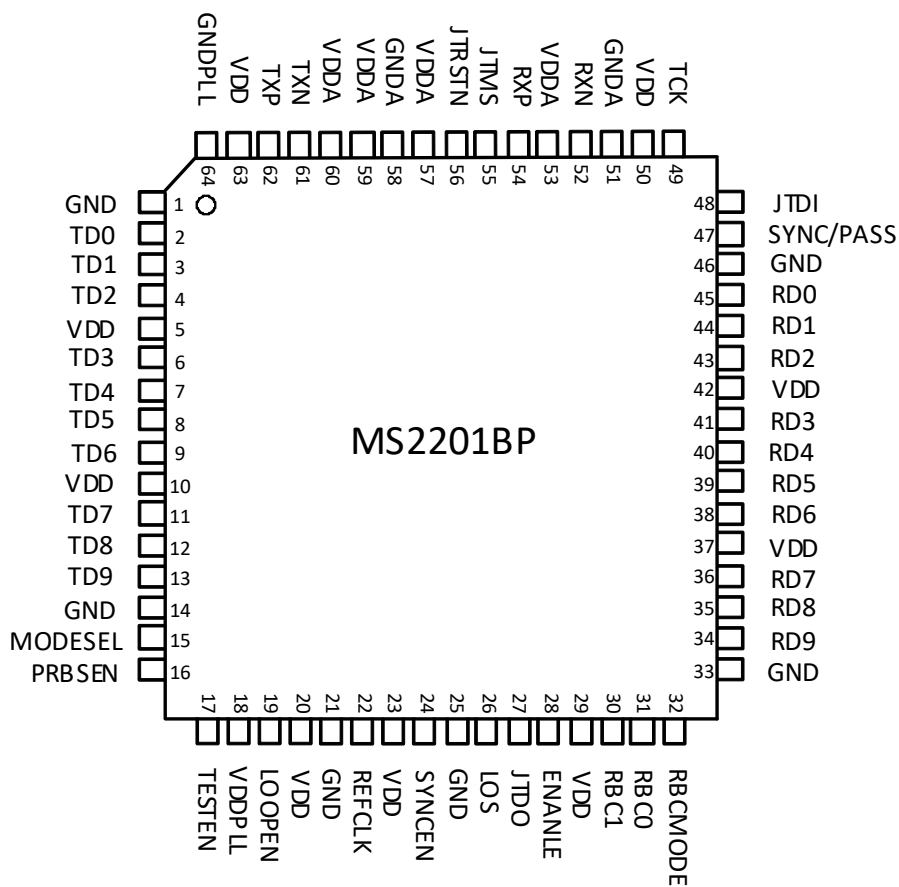 GNDPLL VDD TXP TXN VDDA VDDA GNDA VDDA JTRSTN JTMS RXP VDDA RXN GNDA VDD TCK
64 63 62 61 60 59 58 57 56 55 54 53 52 51 50 49
GND 1 48 JTDI
TD0 2 47 SYNC/PASS
TD1 3 46 GND
TD2 4 45 RD0
VDD 5 44 RD1
TD3 6 43 RD2
TD4 7 42 VDD
TD5 8 41 RD3
MS2201BP
TD6 9 40 RD4
VDD 10 39 RD5
TD7 11 38 RD6
TD8 12 37 VDD
TD9 13 36 RD7
GND 14 35 RD8
MODESEL 15 34 RD9
PRBSEN 16 33 GND
17 18 19 20 21 22 23 24 25 26 27 28 29 30 31 32
TESTEN VDDPLL LOOPEN VDD GND REFCLK VDD SYNCEN GND LOS JTDO ENANLE VDD RBC1 RBC0 RBCMODE